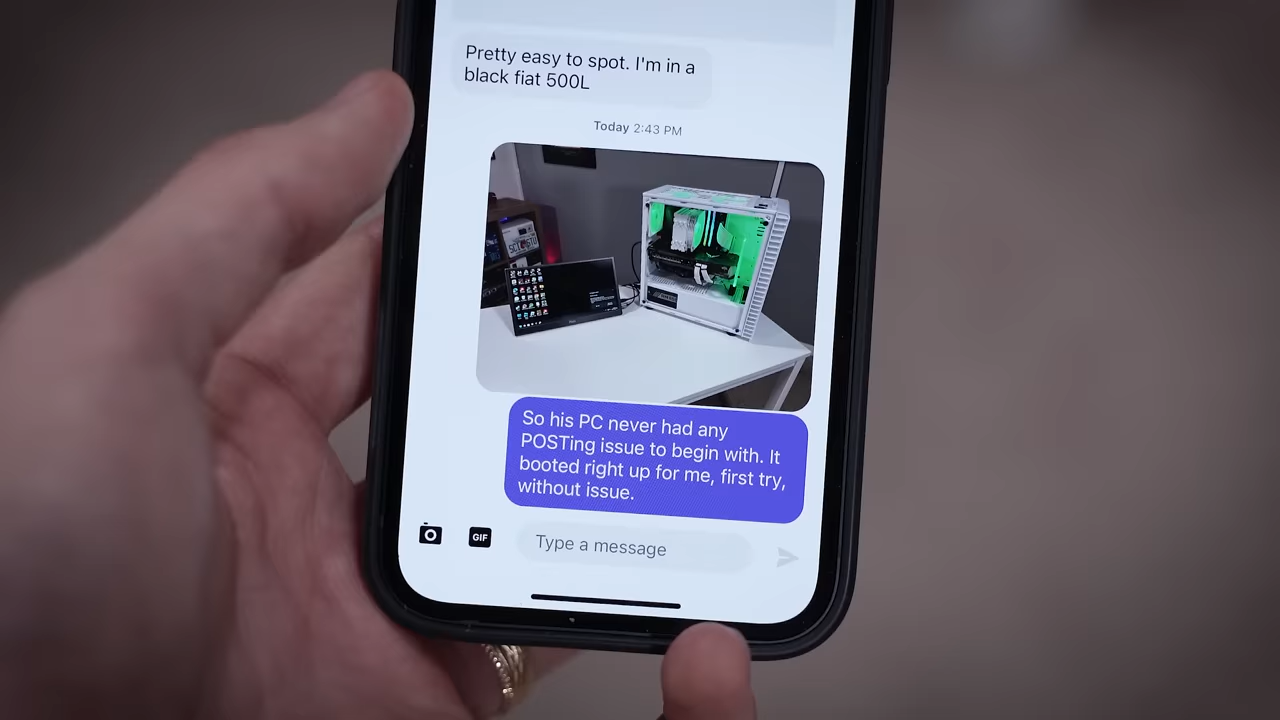 Pretty easy to spot. I'm in a
black fiat 500L
Today 2:43 PM
So his PC never had any
POSTing issue to begin with. It
booted right up for me, first try,
without issue.
GIF
Type a message